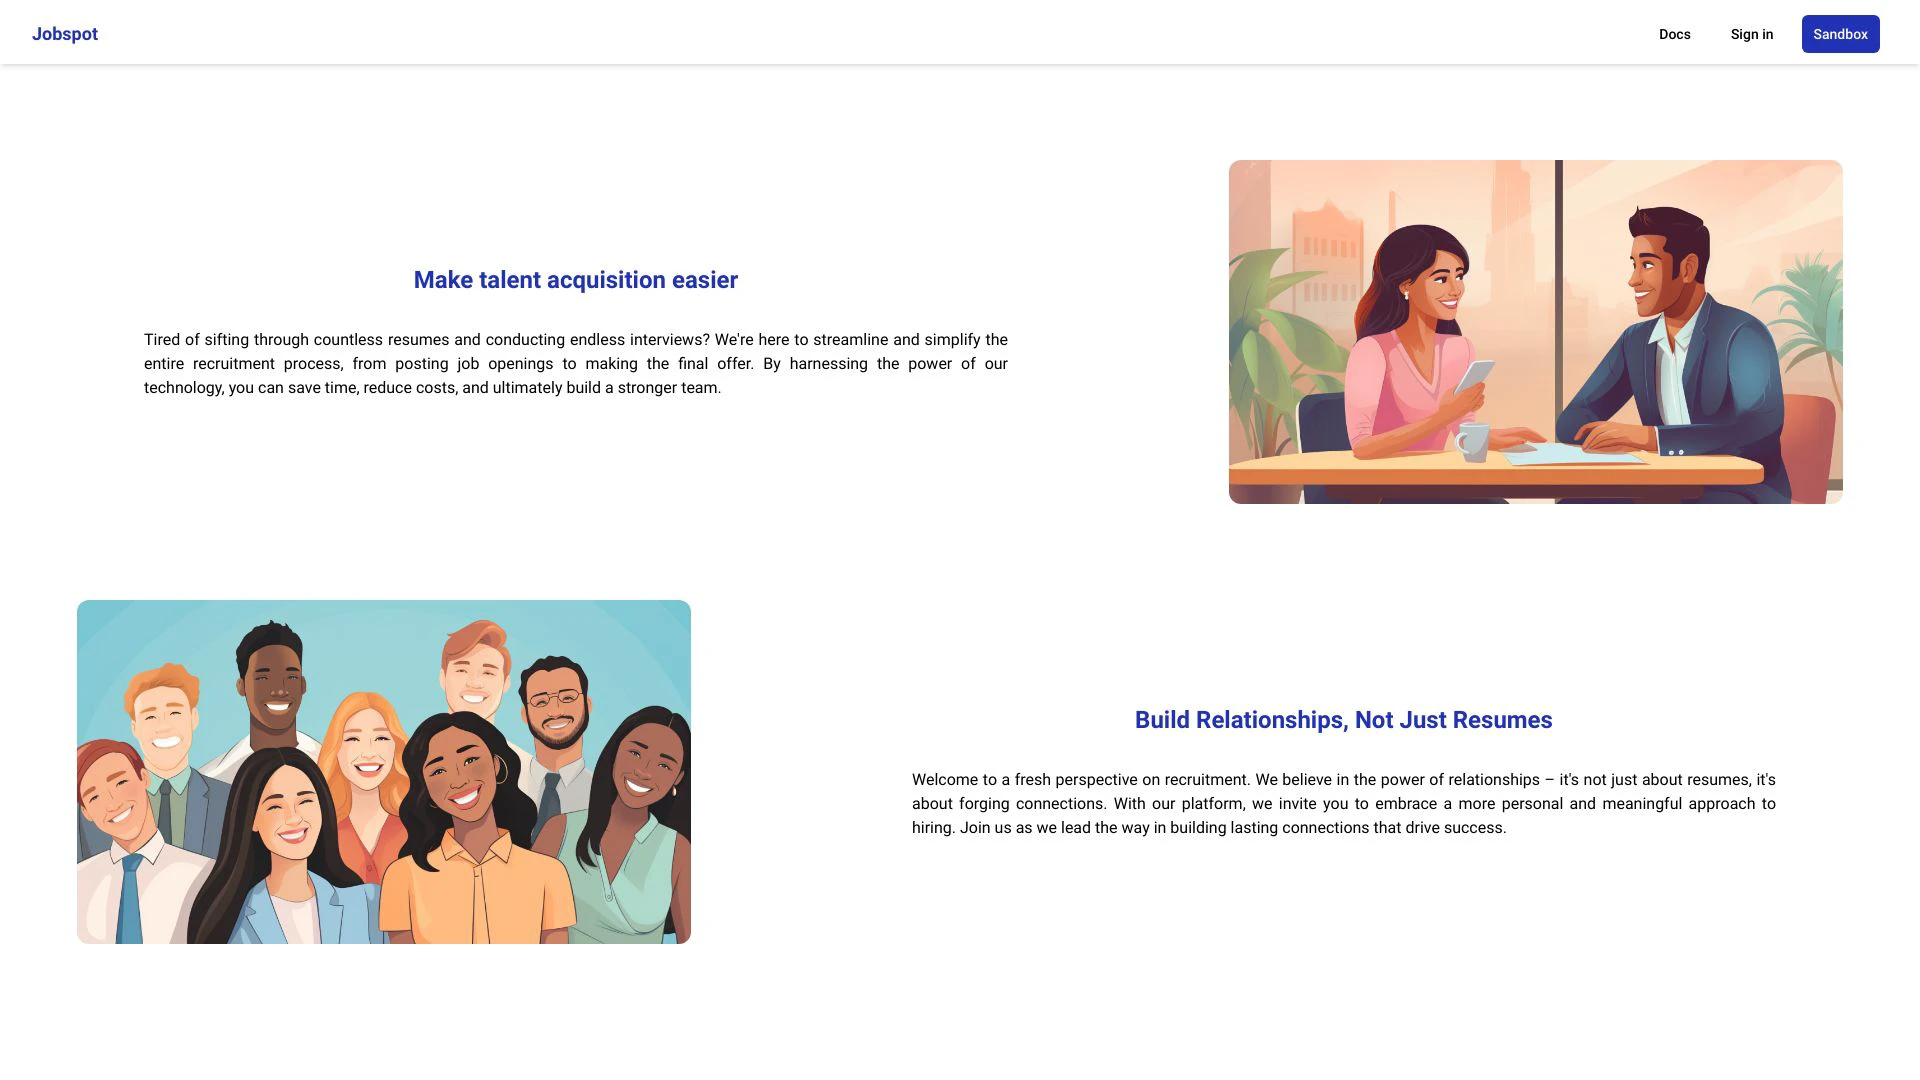 Jobspot
Docs
Sign in
Sandbox
Make talent acquisition easier
Tired of sifting through countless resumes and conducting endless interviews? We're here to streamline and simplify the
entire recruitment process, from posting job openings to making the final offer. By harnessing the power of our
technology, you can save time, reduce costs, and ultimately build a stronger team.
Build Relationships, Not Just Resumes
Welcome to a fresh perspective on recruitment. We believe in the power of relationships – it's not just about resumes, it's
about forging connections. With our platform, we invite you to embrace a more personal and meaningful approach to
hiring. Join us as we lead the way in building lasting connections that drive success.